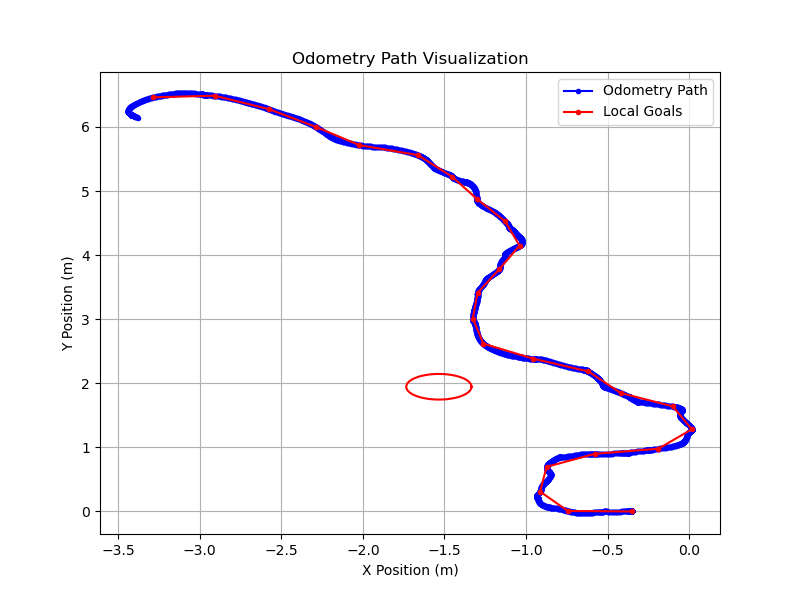 Odometry Path Visualization
Odometry Path
Local Goals
Y Position (m)
6
5
4
3
2
1
0
−3.5 −3.0 −2.5 −2.0 −1.5 −1.0 −0.5 0.0
X Position (m)